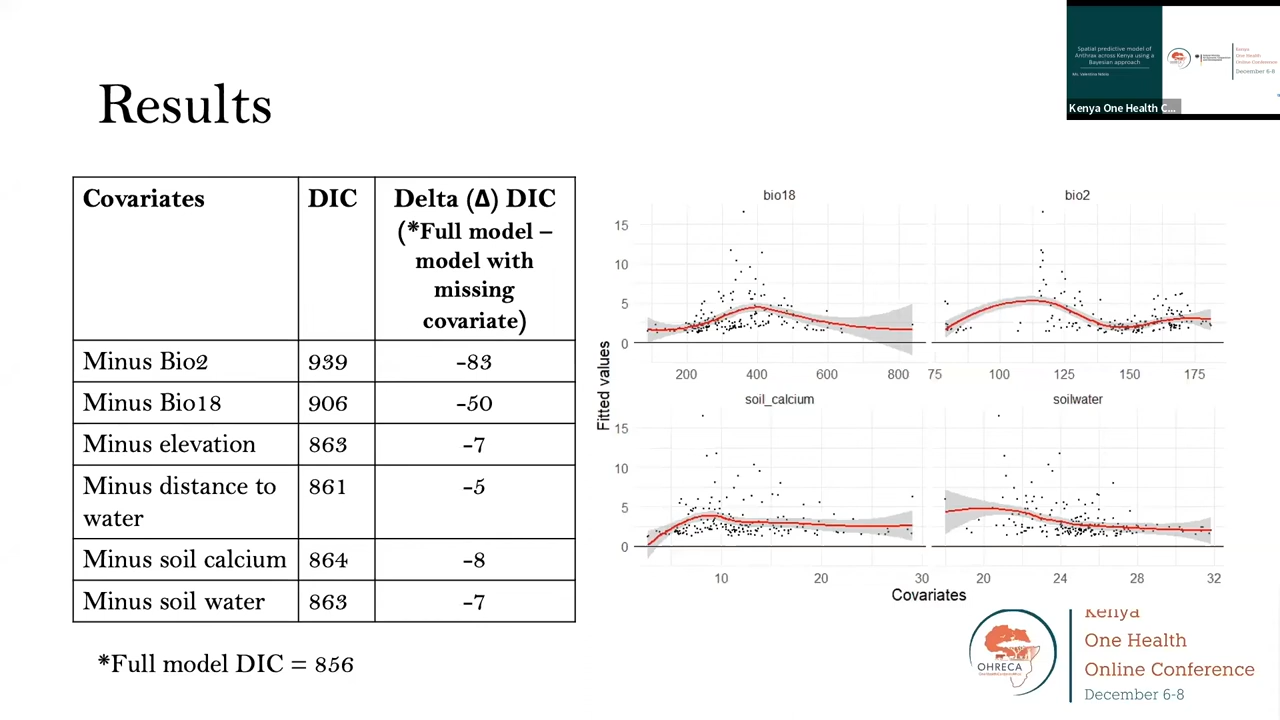 Results
Covariates
DIC
Delta (Δ) DIC
(*Full model –
model with
missing
covariate)
Minus Bio2
939
-83
Minus Bio18
906
-50
Minus elevation
863
-7
Minus distance to
water
861
-5
Minus soil calcium
864
-8
Minus soil water
863
-7
*Full model DIC = 856
bio18
bio2
15
10
5
0
200
400
600
800
75
100
125
150
175
soil_calcium
soilwater
15
10
5
0
10
20
30
20
24
28
32
Fitted values
Covariates
Spatial predictive model of
Anthrax across Kenya using a
Bayesian approach
Kenya
One Health
Online Conference
December 6-8
Kenya One Health C...
OHRECA
Kenya
One Health
Online Conference
December 6-8